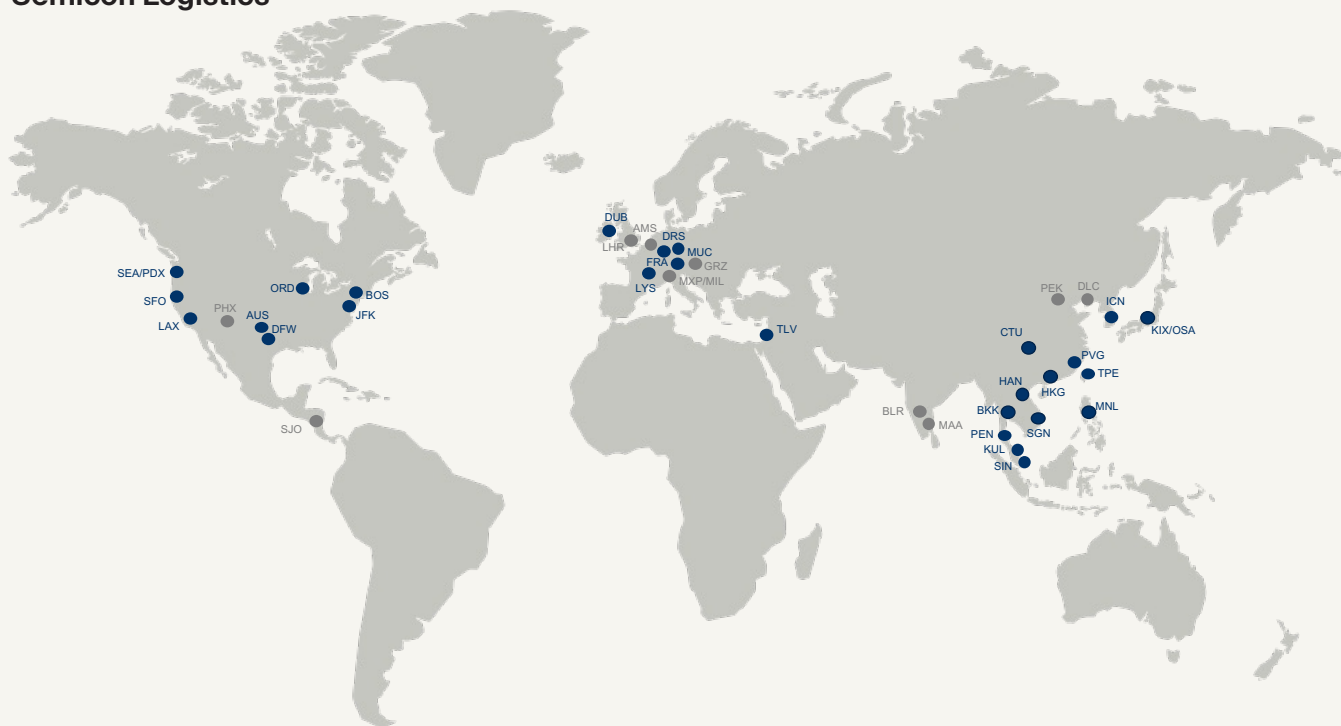 Semicon Logistics
DUB
AMS
LHR
DRS
MUC
FRA
GRZ
LYS
MXP/MIL
SEA/PDX
ORD
BOS
SFO
PHX
AUS
JFK
LAX
DFW
TLV
PEK
DLC
ICN
KIX/OSA
CTU
PVG
TPE
HAN
HKG
BLR
BKK
MNL
MAA
SGN
PEN
KUL
SIN
SJO